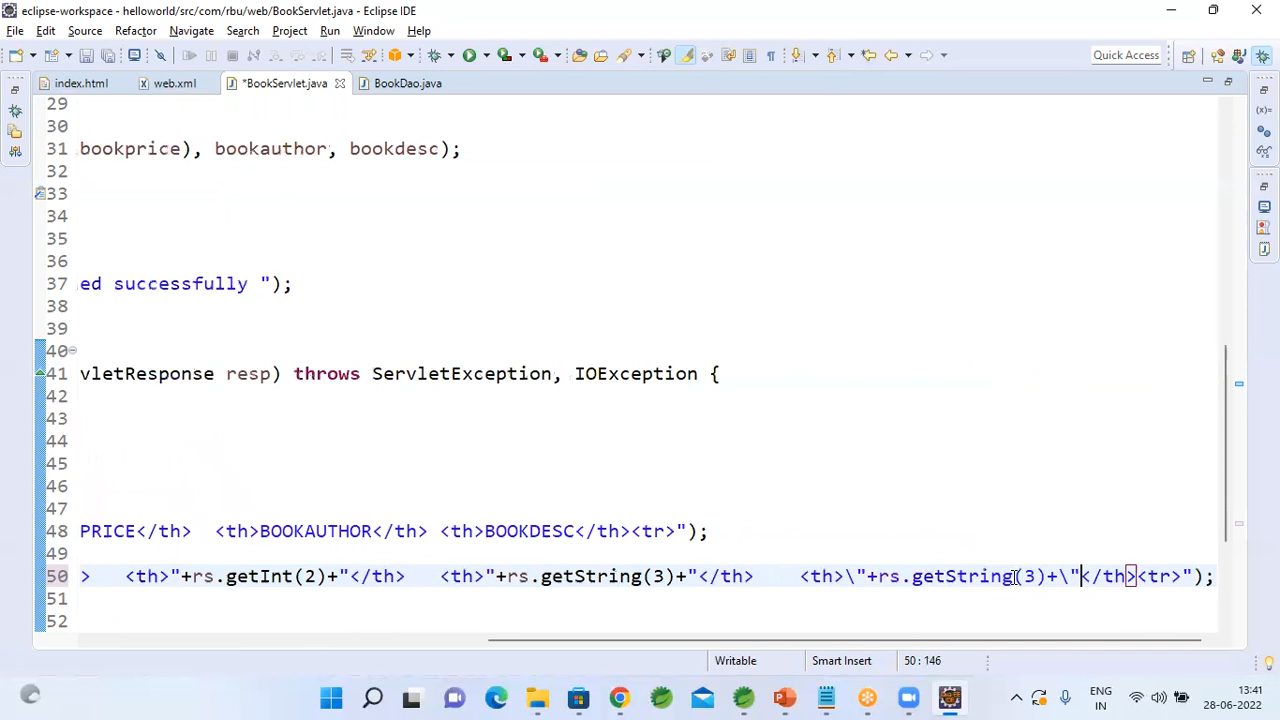 eclipse-workspace - helloworld/src/com/rbu/web/BookServlet.java - Eclipse IDE
File Edit Source Refactor Navigate Search Project Run Window Help
Quick Access
index.html web.xml *BookServlet.java BookDao.java
29
30
31 bookprice), bookauthor, bookdesc);
32
33
34
35
36
37 ed successfully ");
38
39
40
41 vletResponse resp) throws ServletException, IOException {
42
43
44
45
46
47
48 PRICE</th> <th>BOOKAUTHOR</th> <th>BOOKDESC</th><tr>");
49
50 > <th>"+rs.getInt(2)+"</th> <th>"+rs.getString(3)+"</th> <th>\"+rs.getString(3)+\"</th><tr>");
51
52
Writable Smart Insert 50 : 146
ENG
IN
13:41
28-06-2022